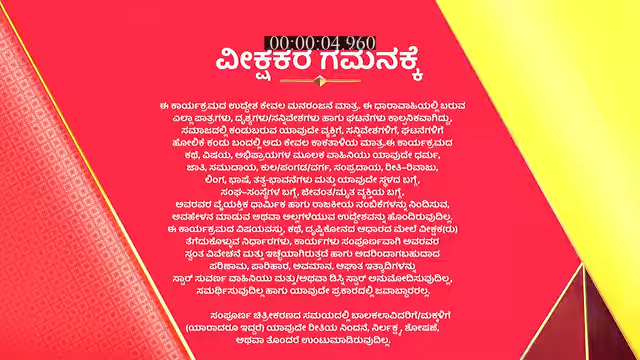 00:00:04.960
ವೀಕ್ಷಕರ ಗಮನಕ್ಕೆ
ಈ ಕಾರ್ಯಕ್ರಮದ ಉದ್ದೇಶ ಕೇವಲ ಮನರಂಜನೆ ಮಾತ್ರ. ಈ ಧಾರಾವಾಹಿಯಲ್ಲಿ ಬರುವ
ಎಲ್ಲಾ ಪಾತ್ರಗಳು, ದೃಶ್ಯಗಳು/ಸನ್ನಿವೇಶಗಳು ಹಾಗು ಘಟನೆಗಳು ಕಾಲ್ಪನಿಕವಾಗಿದ್ದು,
ಸಮಾಜದಲ್ಲಿ ಕಂಡುಬರುವ ಯಾವುದೇ ವ್ಯಕ್ತಿಗೆ, ಸನ್ನಿವೇಶಗಳಿಗೆ, ಘಟನೆಗಳಿಗೆ
ಹೋಲಿಕೆ ಕಂಡು ಬಂದಲ್ಲಿ ಅದು ಕೇವಲ ಕಾಕತಾಳಿಯ ಮಾತ್ರ.ಈ ಕಾರ್ಯಕ್ರಮದ
ಕಥೆ, ವಿಷಯ, ಅಭಿಪ್ರಾಯಗಳ ಮೂಲಕ ವಾಹಿನಿಯು ಯಾವುದೇ ಧರ್ಮ,
ಜಾತಿ, ಸಮುದಾಯ, ಕುಲ/ಪಂಗಡ/ವರ್ಗ, ಸಂಪ್ರದಾಯ, ರೀತಿ-ರಿವಾಜು,
ಲಿಂಗ, ಭಾಷೆ, ತತ್ವ-ಭಾವನೆಗಳು ಮತ್ತು ಯಾವುದೇ ಸ್ಥಳದ ಬಗ್ಗೆ,
ಸಂಘ-ಸಂಸ್ಥೆಗಳ ಬಗ್ಗೆ, ಜೀವಂತ/ಮೃತ ವ್ಯಕ್ತಿಯ ಬಗ್ಗೆ,
ಅವರವರ ವೈಯಕ್ತಿಕ ಧಾರ್ಮಿಕ ಹಾಗು ರಾಜಕೀಯ ನಂಬಿಕೆಗಳನ್ನು ನಿಂದಿಸುವ,
ಅವಹೇಳನ ಮಾಡುವ ಅಥವಾ ಅಲ್ಲಗಳೆಯುವ ಉದ್ದೇಶವನ್ನು ಹೊಂದಿರುವುದಿಲ್ಲ.
ಈ ಕಾರ್ಯಕ್ರಮದ ವಿಷಯವಸ್ತು, ಕಥೆ, ದೃಷ್ಟಿಕೋನದ ಆಧಾರದ ಮೇಲೆ ವೀಕ್ಷಕ(ರು)
ತೆಗೆದುಕೊಳ್ಳುವ ನಿರ್ಧಾರಗಳು, ಕಾರ್ಯಗಳು ಸಂಪೂರ್ಣವಾಗಿ ಅವರವರ
ಸ್ವಂತ ವಿವೇಚನೆ ಮತ್ತು ಇಚ್ಛೆಯಾಗಿರುತ್ತದೆ ಹಾಗು ಅದರಿಂದಾಗಬಹುದಾದ
ಪರಿಣಾಮ, ಪಾರಿಹಾರ, ಅವಮಾನ, ಆಘಾತ ಇತ್ಯಾದಿಗಳನ್ನು
ಸ್ಟಾರ್ ಸುವರ್ಣ ವಾಹಿನಿಯು ಮತ್ತು/ಅಥವಾ ಡಿಸ್ನಿ ಸ್ಟಾರ್ ಅನುಮೋದಿಸುವುದಿಲ್ಲ,
ಸಮರ್ಥಿಸುವುದಿಲ್ಲ ಹಾಗು ಯಾವುದೇ ಪ್ರಕಾರದಲ್ಲಿ ಜವಾಬ್ದಾರರಲ್ಲ.
ಸಂಪೂರ್ಣ ಚಿತ್ರೀಕರಣದ ಸಮಯದಲ್ಲಿ ಬಾಲಕಲಾವಿದರಿಗೆ/ಮಕ್ಕಳಿಗೆ
(ಯಾರಾದರೂ ಇದ್ದರೆ) ಯಾವುದೇ ರೀತಿಯ ನಿಂದನೆ, ನಿರ್ಲಕ್ಷ್ಯ, ಶೋಷಣೆ,
ಅಥವಾ ತೊಂದರೆ ಉಂಟುಮಾಡಿರುವುದಿಲ್ಲ.